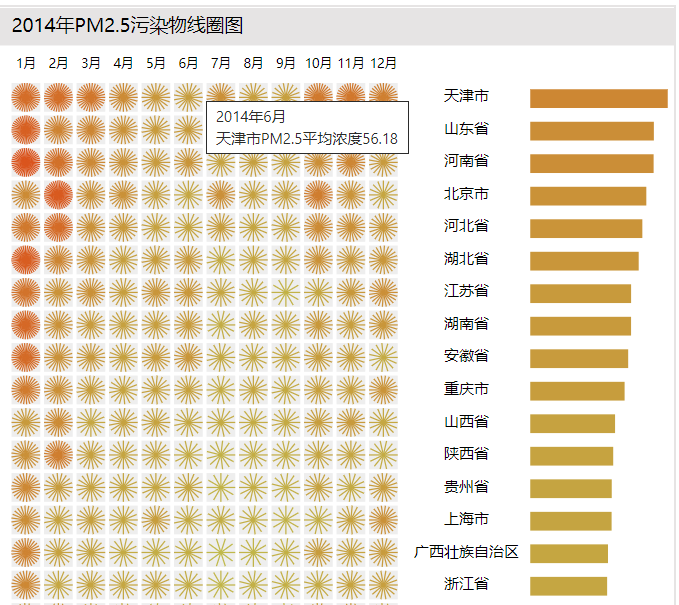 2014年PM2.5污染物线圈图
1月 2月 3月 4月 5月 6月 7月 8月 9月 10月 11月 12月
天津市
2014年6月
天津市PM2.5平均浓度56.18
山东省
河南省
北京市
河北省
湖北省
江苏省
湖南省
安徽省
重庆市
山西省
陕西省
贵州省
上海市
广西壮族自治区
浙江省